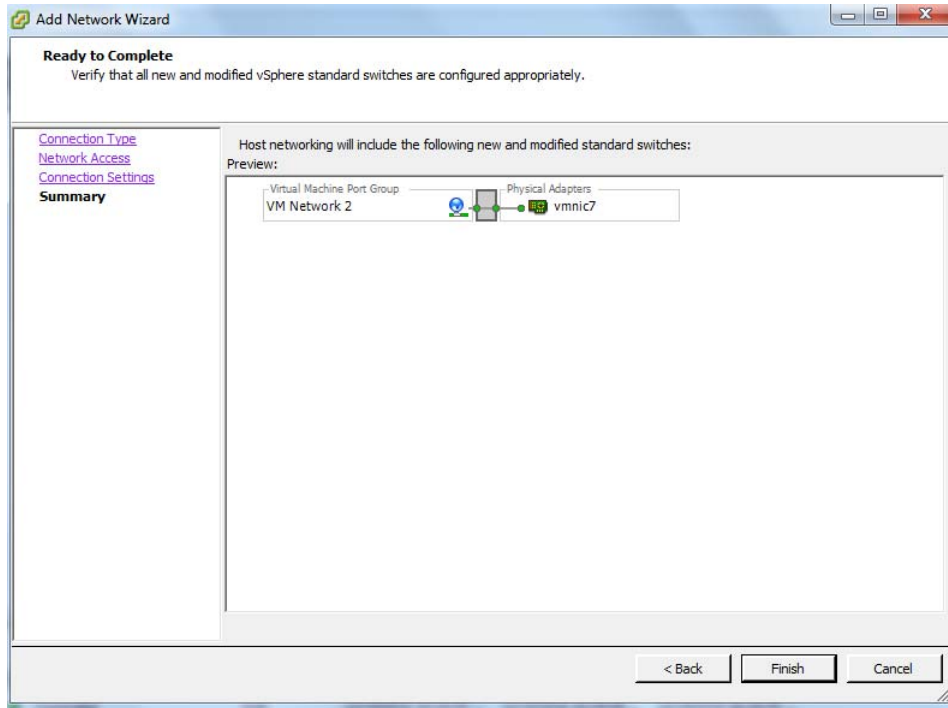 Add Network Wizard
Ready to Complete
Verify that all new and modified vSphere standard switches are configured appropriately.
Connection Type
Network Access
Connection Settings
Summary
Host networking will include the following new and modified standard switches:
Preview:
Virtual Machine Port Group
Physical Adapters
VM Network 2
vmnic7
< Back
Finish
Cancel